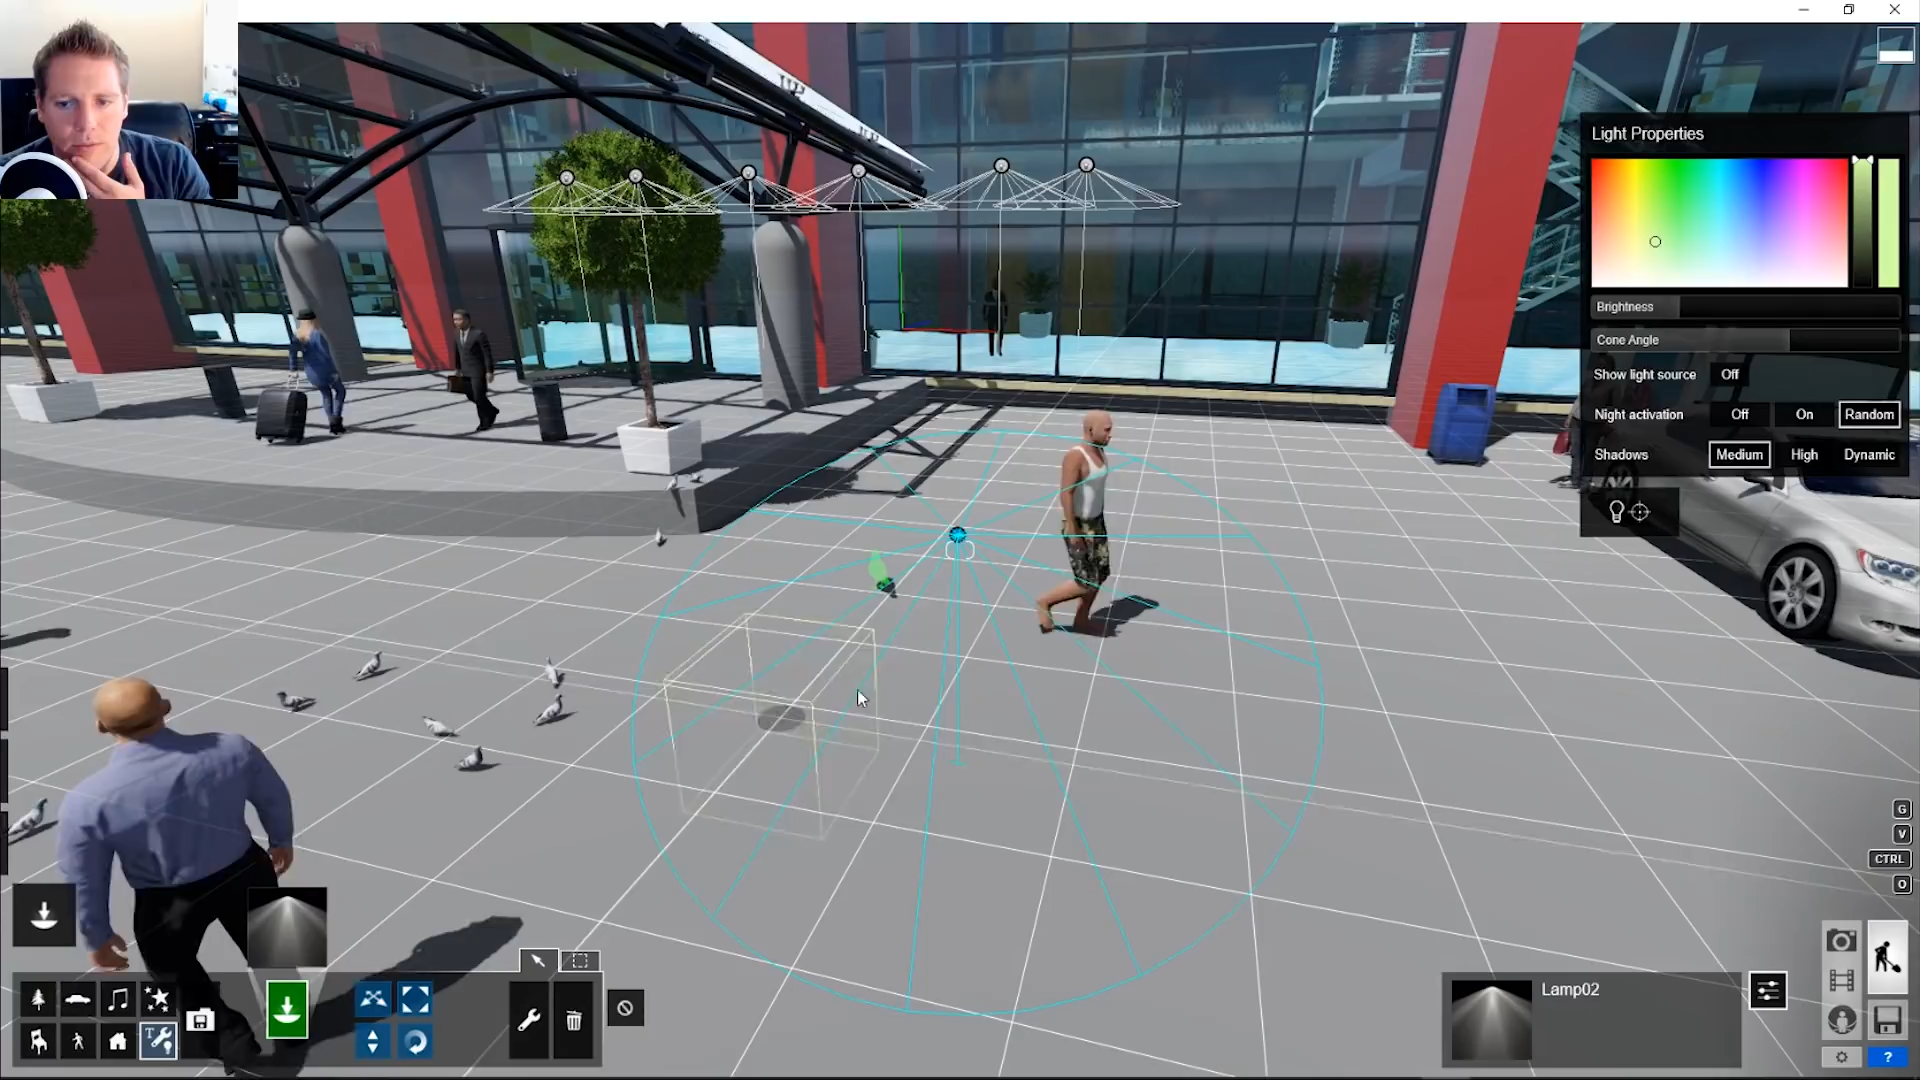 Light Properties
Brightness
Cone Angle
Show light source Off
Night activation Off On Random
Shadows Medium High Dynamic
G
V
CTRL
O
Lamp02
T
?